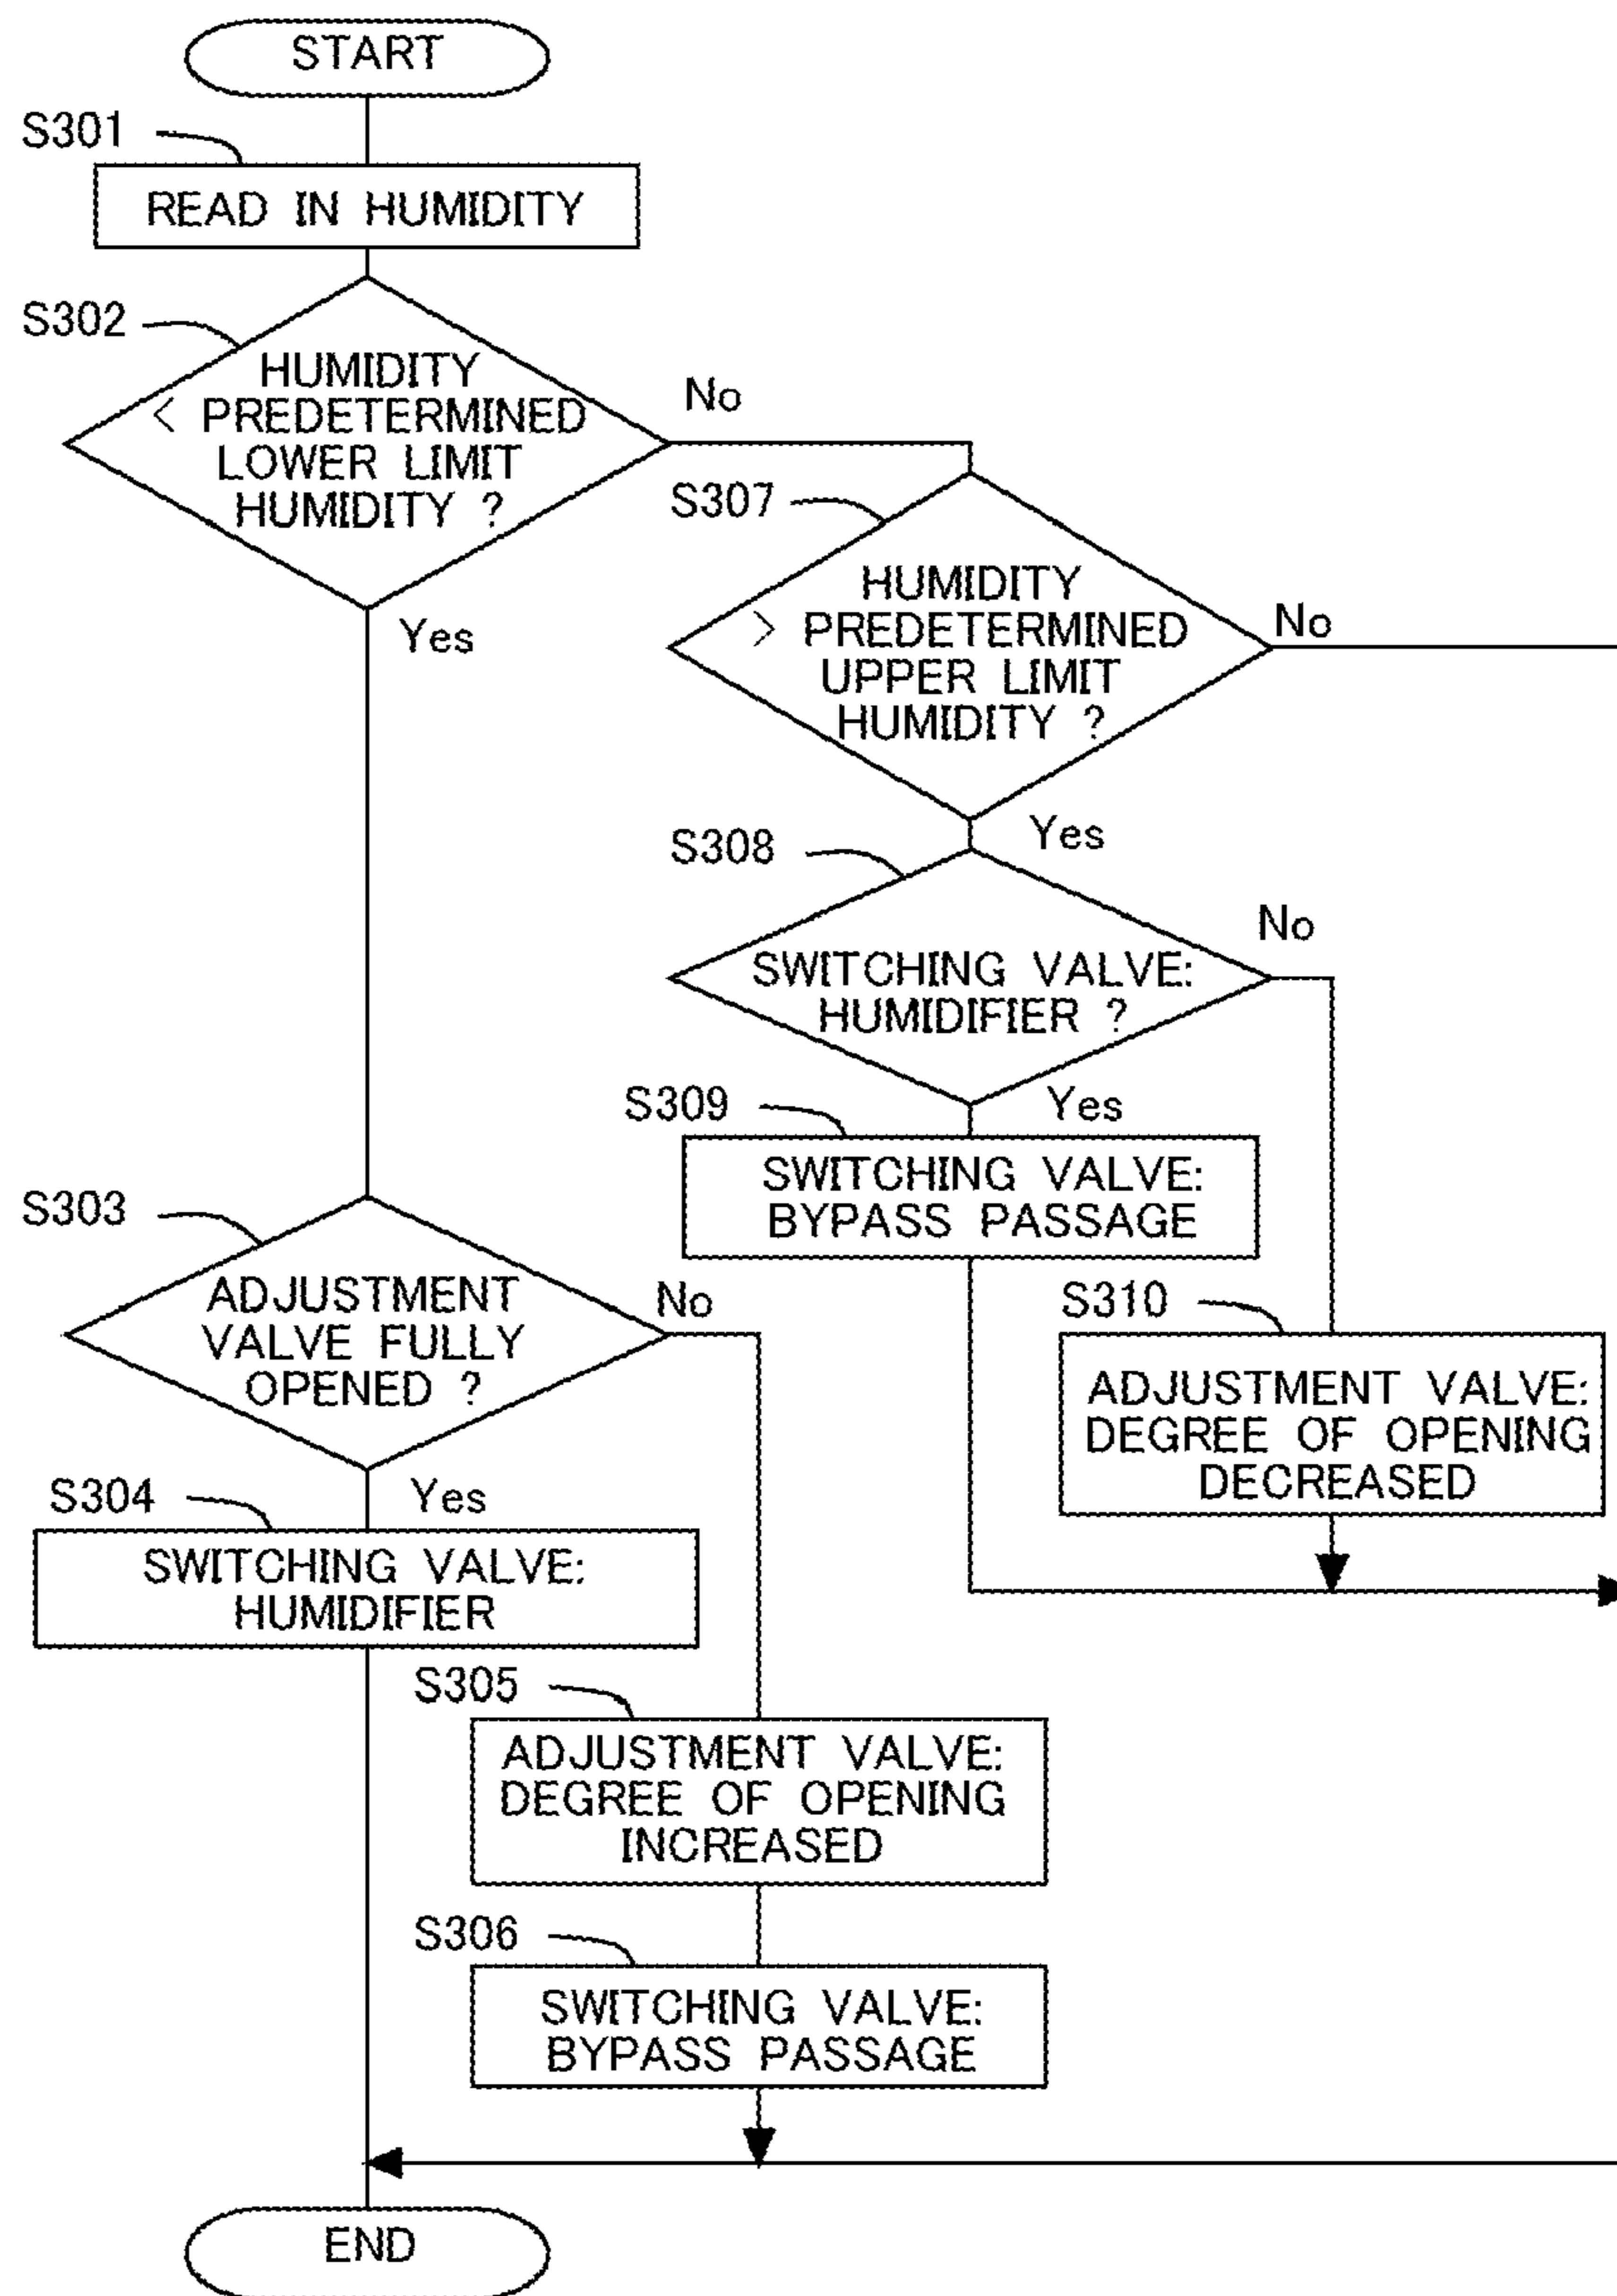 START
S301
READ IN HUMIDITY
S302
HUMIDITY
< PREDETERMINED
LOWER LIMIT
HUMIDITY ?
No
Yes
S307
HUMIDITY
> PREDETERMINED
UPPER LIMIT
HUMIDITY ?
No
Yes
S308
SWITCHING VALVE:
HUMIDIFIER ?
No
Yes
S309
SWITCHING VALVE:
BYPASS PASSAGE
S310
ADJUSTMENT VALVE:
DEGREE OF OPENING
DECREASED
S303
ADJUSTMENT
VALVE FULLY
OPENED ?
No
Yes
S304
SWITCHING VALVE:
HUMIDIFIER
S305
ADJUSTMENT VALVE:
DEGREE OF OPENING
INCREASED
S306
SWITCHING VALVE:
BYPASS PASSAGE
END